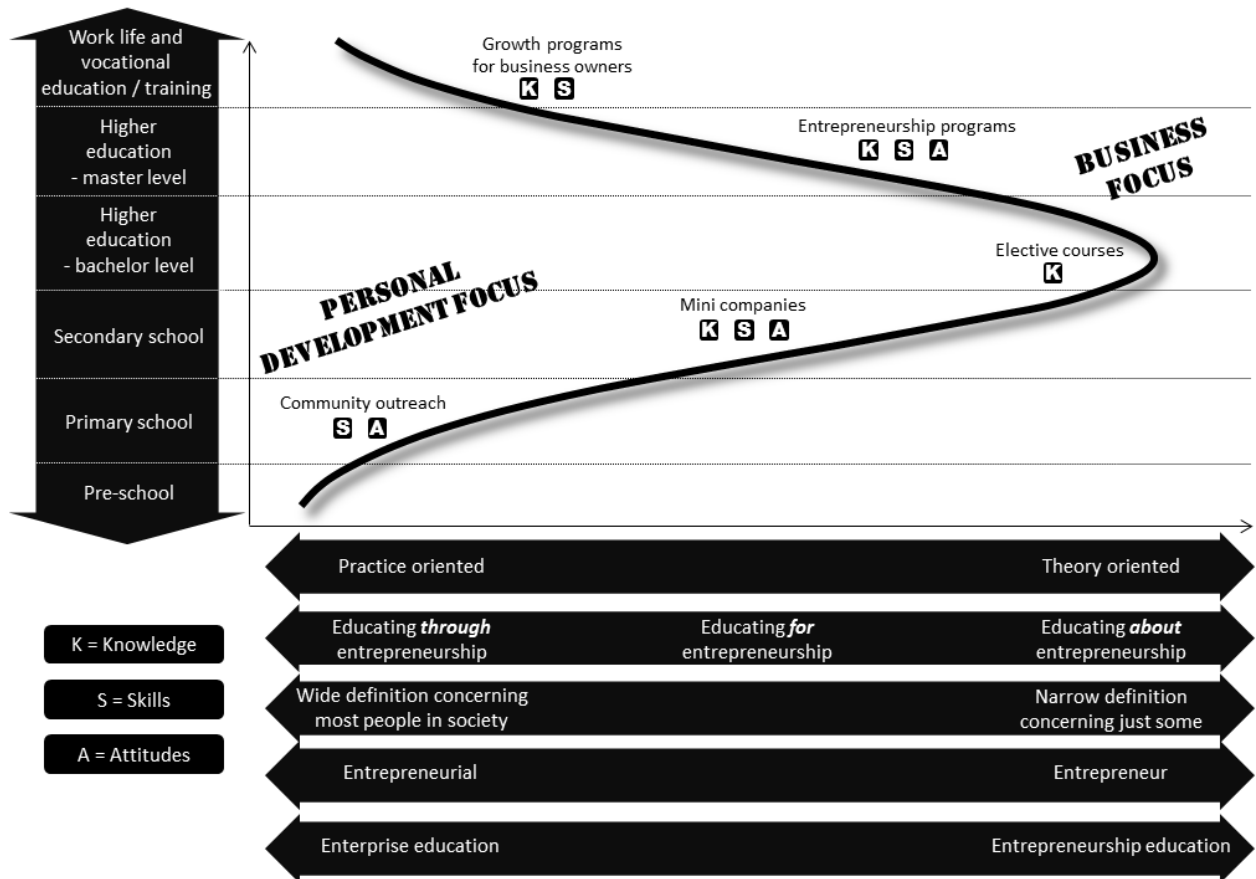 Work life and
vocational
education / training
Higher
education
- master level
Higher
education
- bachelor level
Secondary school
Primary school
Pre-school
Growth programs
for business owners
K S
Entrepreneurship programs
K S A
BUSINESS
FOCUS
Elective courses
K
PERSONAL
DEVELOPMENT FOCUS
Mini companies
K S A
Community outreach
S A
Practice oriented
Theory oriented
Educating through
entrepreneurship
Educating for
entrepreneurship
Educating about
entrepreneurship
Wide definition concerning
most people in society
Narrow definition
concerning just some
Entrepreneurial
Entrepreneur
Enterprise education
Entrepreneurship education
K = Knowledge
S = Skills
A = Attitudes